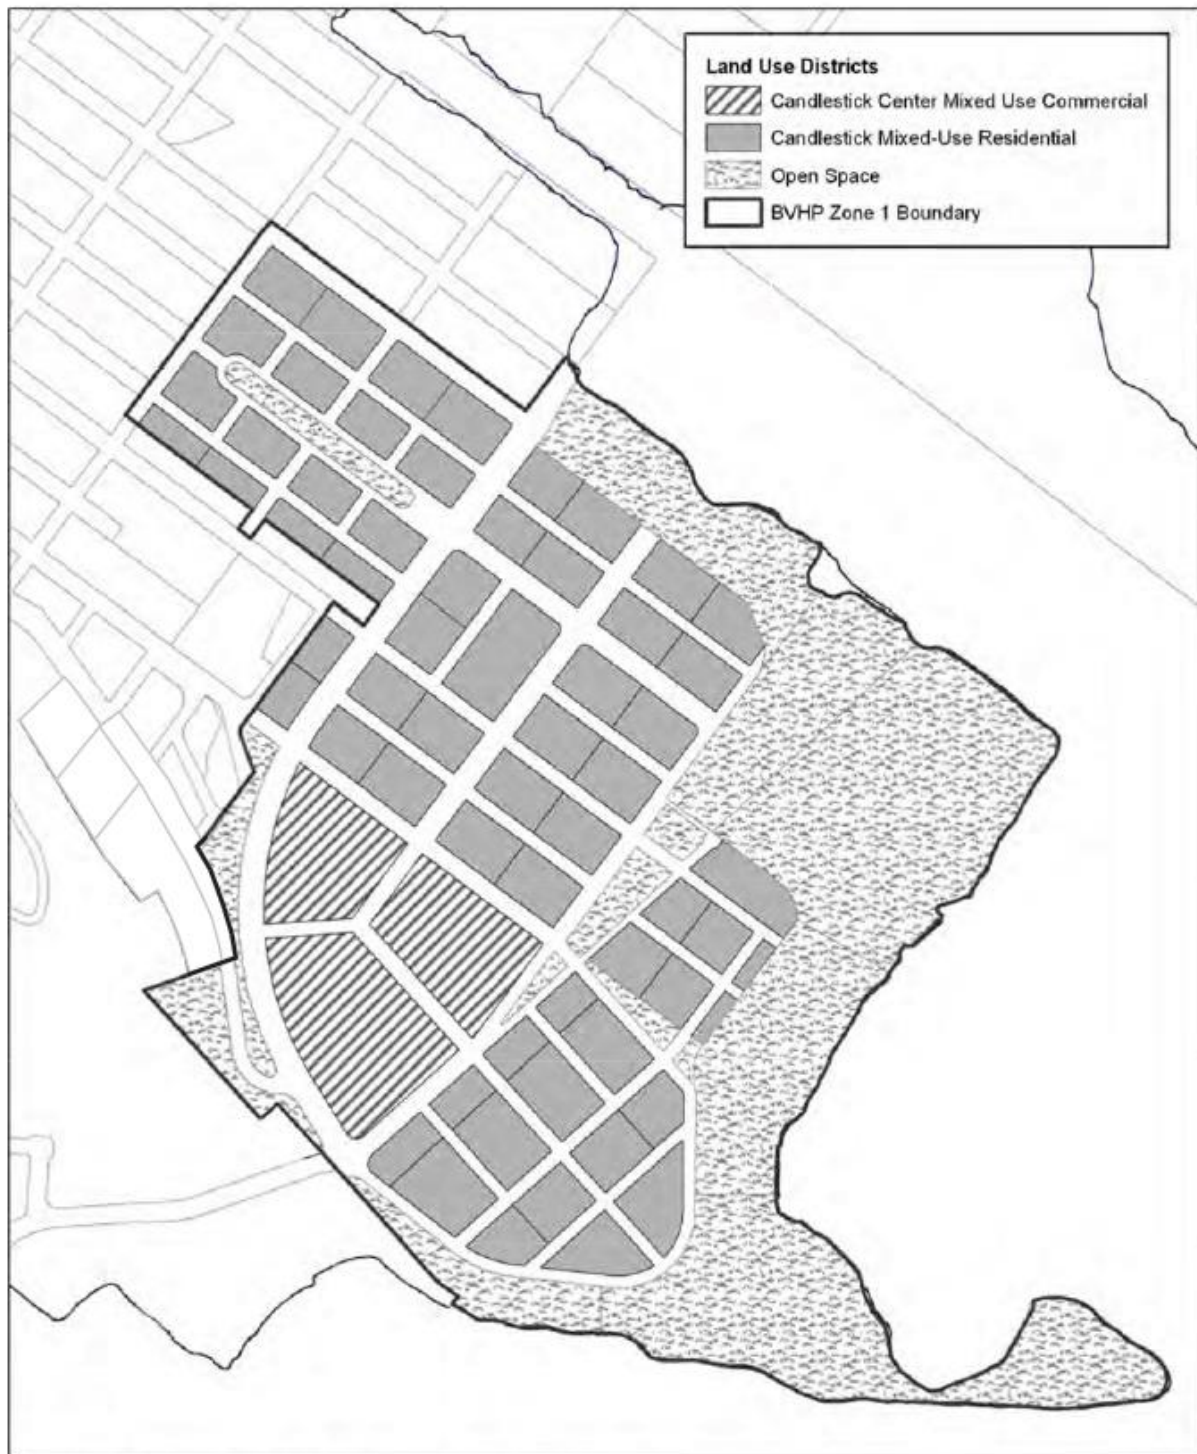 Land Use Districts
Candlestick Center Mixed Use Commercial
Candlestick Mixed-Use Residential
Open Space
BVHP Zone 1 Boundary